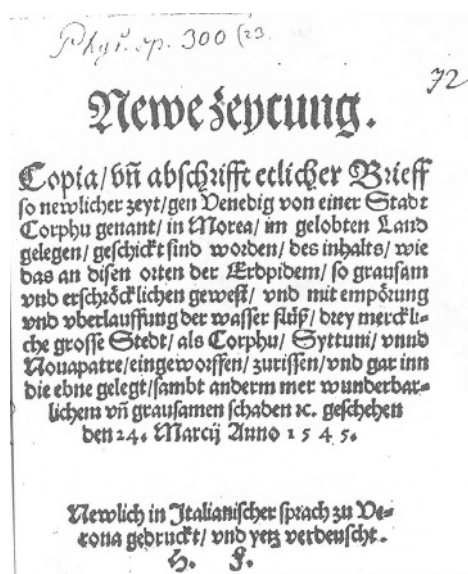 Phys. sp. 300 (23.
72
Newe zeytung.
Copia/ vñ abschrifft etlicher Brieff
so newlicher zeyt/ gen Venedig von einer Stadt
Corphu genant/ in Morea/ im gelobten Land
gelegen/ geschickt sind worden/ des inhalts/ wie
das an disen orten der Erdpidem/ so grausam
vnd erschröcklichen gewest/ vnd mit empörung
vnd vberlauffung der wasser flüß/ drey merckli-
che grosse Stedt/ als Corphu/ Syttuni/ vnnd
Nouapatre/ eingeworffen/ zurissen/ vnd gar inn
die ebne gelegt/ sambt anderm mer wunderbar-
lichem vñ grausamen schaden ꝛc. geschehen
den 24. Marcij Anno 1545.
Newlich in Italianischer sprach zu Ve-
rona gedruckt/ vnd yetz verdeuscht.
H. F.